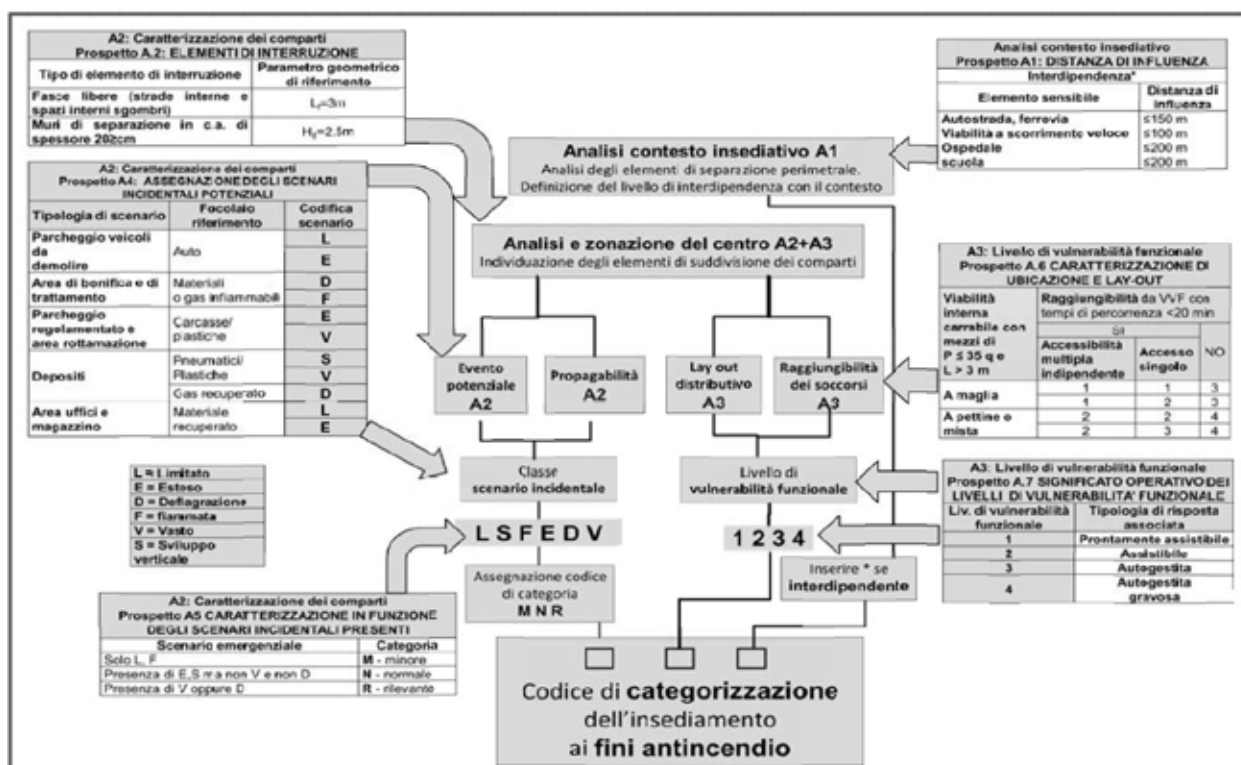 A2: Caratterizzazione dei comparti
Prospetto A.2: ELEMENTI DI INTERRUZIONE
Tipo di elemento di interruzione
Parametro geometrico
di riferimento
Fasce libere (strade interne e
spazi interni sgombri)
Lf=3m
Muri di separazione in c.a. di
spessore 20≥cm
=2.5m
Analisi contesto insediativo
Prospetto A1: DISTANZA DI INFLUENZA
Interdipendenza*
Elemento sensibile
Distanza di
influenza
Autostrada, ferrovia ≤150 m
Viabilità a scorrimento veloce ≤100 m
Ospedale ≤200 m
scuola ≤200 m
Analisi contesto insediativo A1
Analisi degli elementi di separazione perimetrale.
Definizione del livello di interdipendenza con il contesto
A2: Caratterizzazione dei comparti
Prospetto A4: ASSEGNAZIONE DEGLI SCENARI
INCIDENTALI POTENZIALI
Tipologia di scenario
Focolaio
riferimento
Codifica
scenario
Parcheggio veicoli
da
demolire
Auto
L
E
Area di bonifica e di
trattamento
Materiali
o gas infiammabili
D
F
Parcheggio
regolamentato e
area rottamazione
Carcasse/
plastiche
E
V
Depositi
Pneumatici/
Plastiche
S
V
Gas recuperato
D
Area uffici e
magazzino
Materiale
recuperato
L
E
Analisi e zonazione del centro A2+A3
Individuazione degli elementi di suddivisione dei comparti
Evento
potenziale
A2
Propagabilità
A2
Lay out
distributivo
A3
Raggiungibilità
dei soccorsi
A3
A3: Livello di vulnerabilità funzionale
Prospetto A.6 CARATTERIZZAZIONE DI
UBICAZIONE E LAY-OUT
Viabilità
interna
carrabile con
mezzi di
P ≤ 35 q e
L > 3 m
Raggiungibilità da VVF con
tempi di percorrenza <20 min
SI
NO
Accessibilità
multipla
indipendente
Accesso
singolo
A maglia
1 1 3
1 2 3
A pettine o
mista
2 2 4
2 3 4
L = Limitato
E = Esteso
D = Deflagrazione
F = fiammata
V = Vasto
S = Sviluppo
verticale
Classe
scenario incidentale
Livello di
vulnerabilità funzionale
L S F E D V
1 2 3 4
A3: Livello di vulnerabilità funzionale
Prospetto A.7 SIGNIFICATO OPERATIVO DEI
LIVELLI DI VULNERABILITA' FUNZIONALE
Liv. di vulnerabilità
funzionale
Tipologia di risposta
associata
1 Prontamente assistibile
2 Assistibile
3 Autogestita
4 Autogestita
gravosa
Assegnazione codice
di categoria
M N R
Inserire * se
interdipendente
A2: Caratterizzazione dei comparti
Prospetto A5 CARATTERIZZAZIONE IN FUNZIONE
DEGLI SCENARI INCIDENTALI PRESENTI
Scenario emergenziale Categoria
Solo L, F M - minore
Presenza di E,S ma non V e non D N - normale
Presenza di V oppure D R - rilevante
Codice di categorizzazione
dell'insediamento
ai fini antincendio